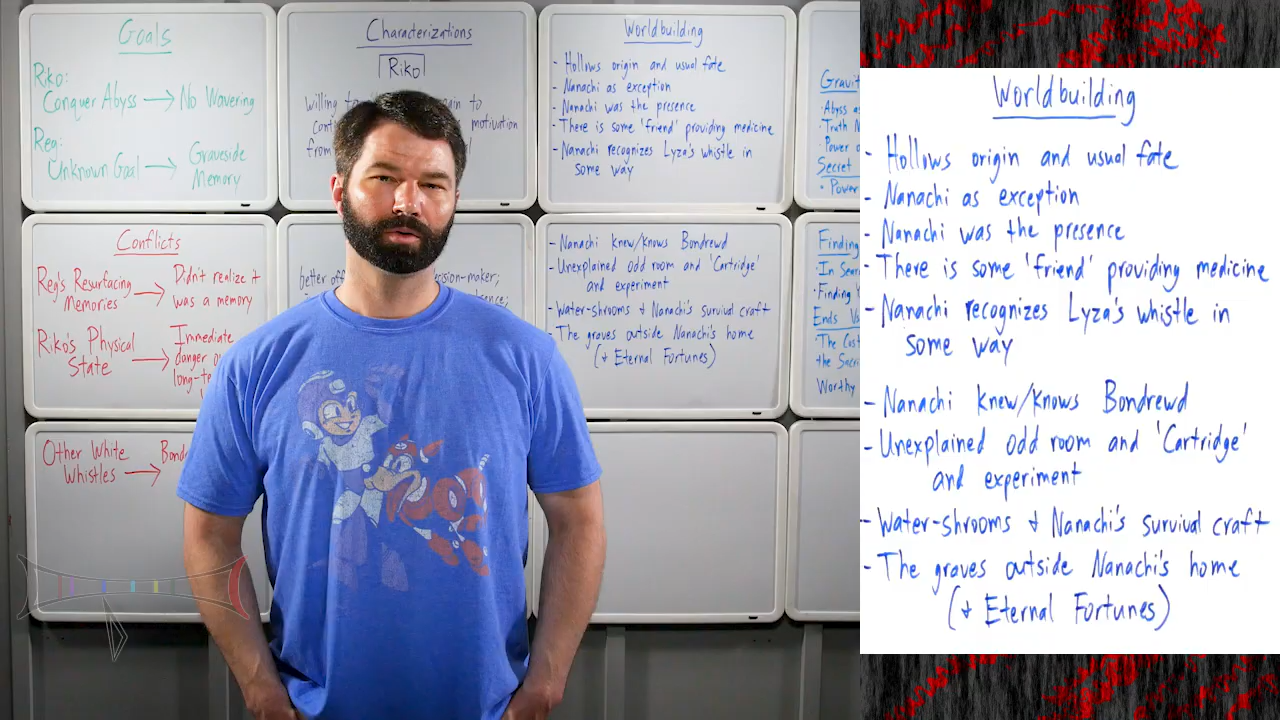 Goals
Riko:
Conquer Abyss → No Wavering
Reg:
Unknown Goal → Graveside
Memory
Characterizations
Riko
willing to
to
motivation
from
Worldbuilding
- Hollows origin and usual fate
- Nanachi as exception
- Nanachi was the presence
- There is some 'friend' providing medicine
- Nanachi recognizes Lyza's whistle in
some way
Abyss
Truth
Power
Secret
Power
Conflicts
Reg's Resurfacing
Memories → Didn't realize it
was a memory
Riko's Physical
State → Immediate
danger
better off
decision-maker;
- Nanachi knew/knows Bondrewd
- Unexplained odd room and 'Cartridge'
and experiment
- Water-shrooms & Nanachi's survival craft
- The graves outside Nanachi's home
(& Eternal Fortunes)
Finding
In
Finding
Ends
The
the
Worthy
Other White
Whistles →
Worldbuilding
- Hollows origin and usual fate
- Nanachi as exception
- Nanachi was the presence
- There is some 'friend' providing medicine
- Nanachi recognizes Lyza's whistle in
some way
- Nanachi knew/knows Bondrewd
- Unexplained odd room and 'Cartridge'
and experiment
- Water-shrooms & Nanachi's survival craft
- The graves outside Nanachi's home
(& Eternal Fortunes)